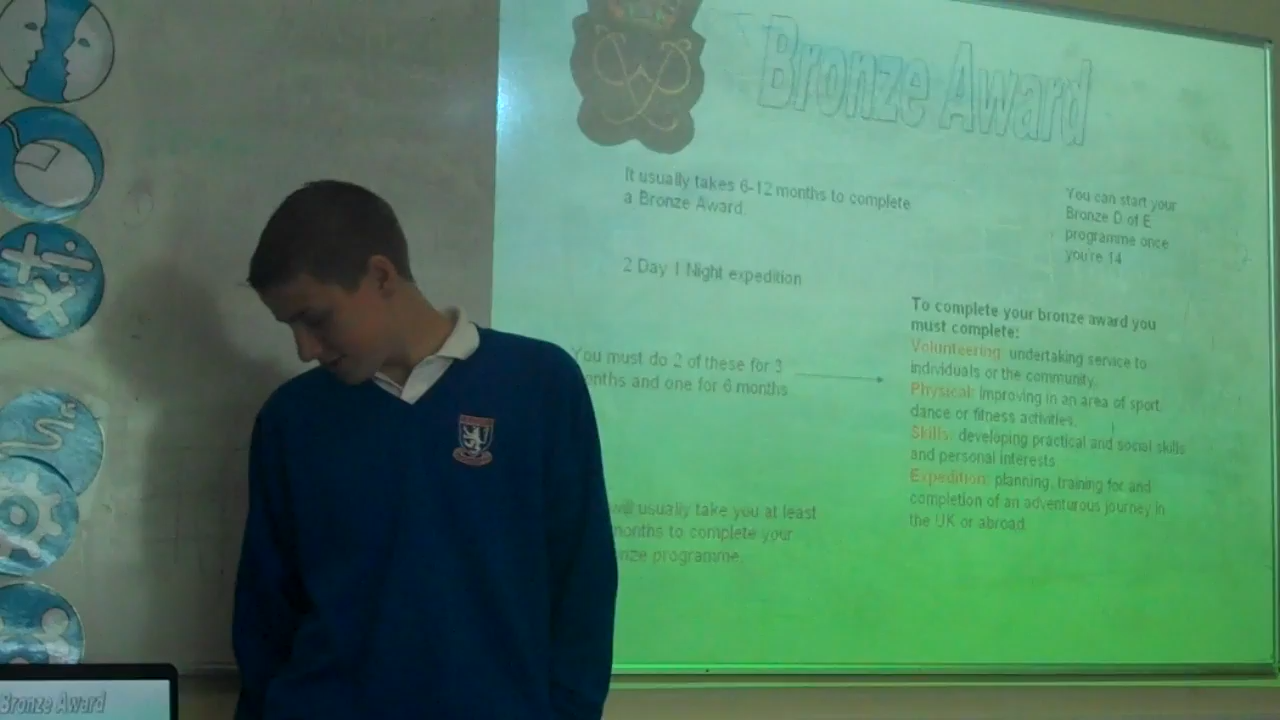 Bronze Award
It usually takes 6-12 months to complete
a Bronze Award.
You can start your
Bronze D of E
programme once
you're 14
2 Day 1 Night expedition
You must do 2 of these for 3
months and one for 6 months
To complete your bronze award you
must complete:
Volunteering: undertaking service to
individuals or the community.
Physical: Improving in an area of sport,
dance or fitness activities.
Skills: developing practical and social skills
and personal interests
Expedition: planning, training for and
completion of an adventurous journey in
the UK or abroad
will usually take you at least
months to complete your
programme.
Bronze Award